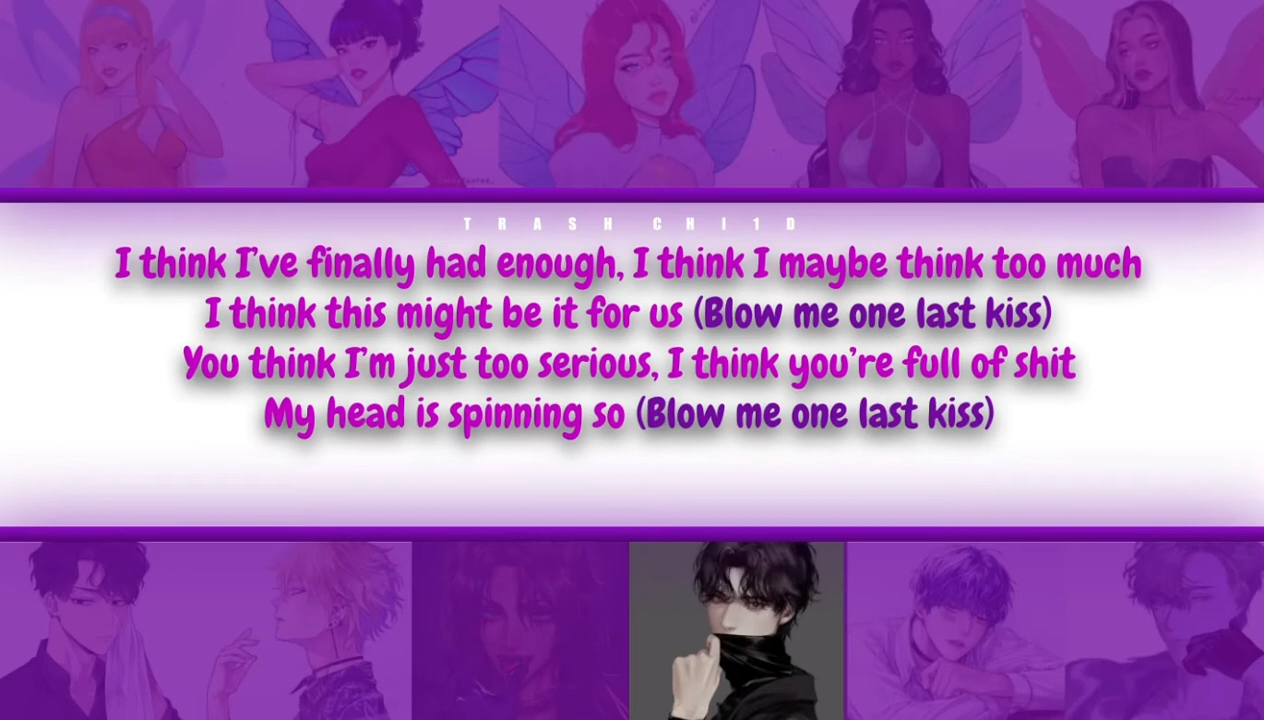 T R A S H C H I 1 D
I think I've finally had enough, I think I maybe think too much
I think this might be it for us (Blow me one last kiss)
You think I'm just too serious, I think you're full of shit
My head is spinning so (Blow me one last kiss)